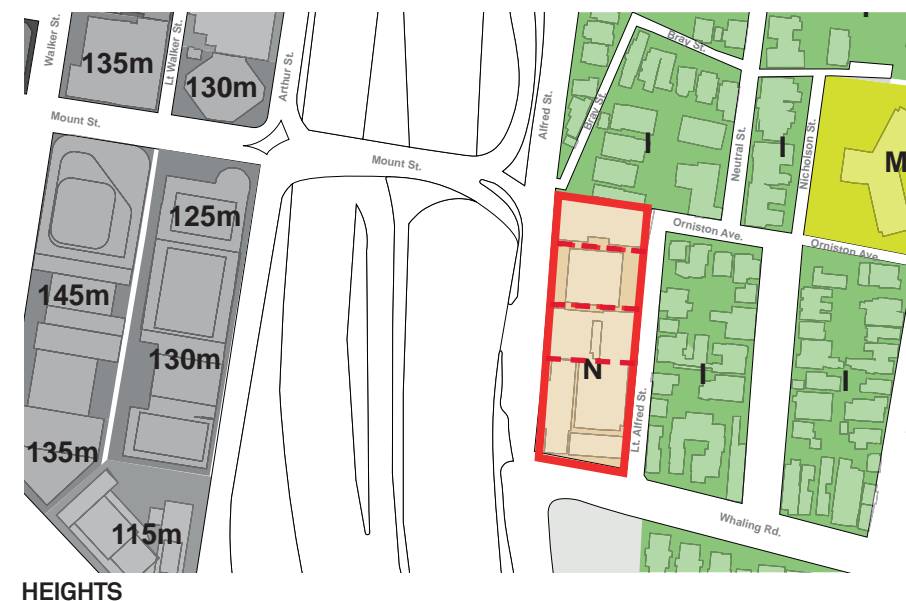 Walker St.
Lt Walker St.
Arthur St.
135m
130m
Mount St.
Mount St.
Alfred St.
Bray St.
Bray St.
Neutral St.
Nicholson St.
I
I
M
125m
Orniston Ave.
Orniston Ave.
145m
130m
N
I
I
Lt. Alfred St.
135m
115m
Whaling Rd.
HEIGHTS